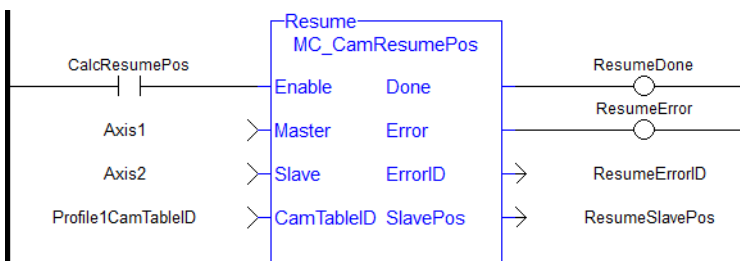 Resume
MC_CamResumePos
CalcResumePos
ResumeDone
Enable Done
ResumeError
Axis1 Master Error
Axis2 Slave ErrorID ResumeErrorID
Profile1CamTableID CamTableID SlavePos ResumeSlavePos